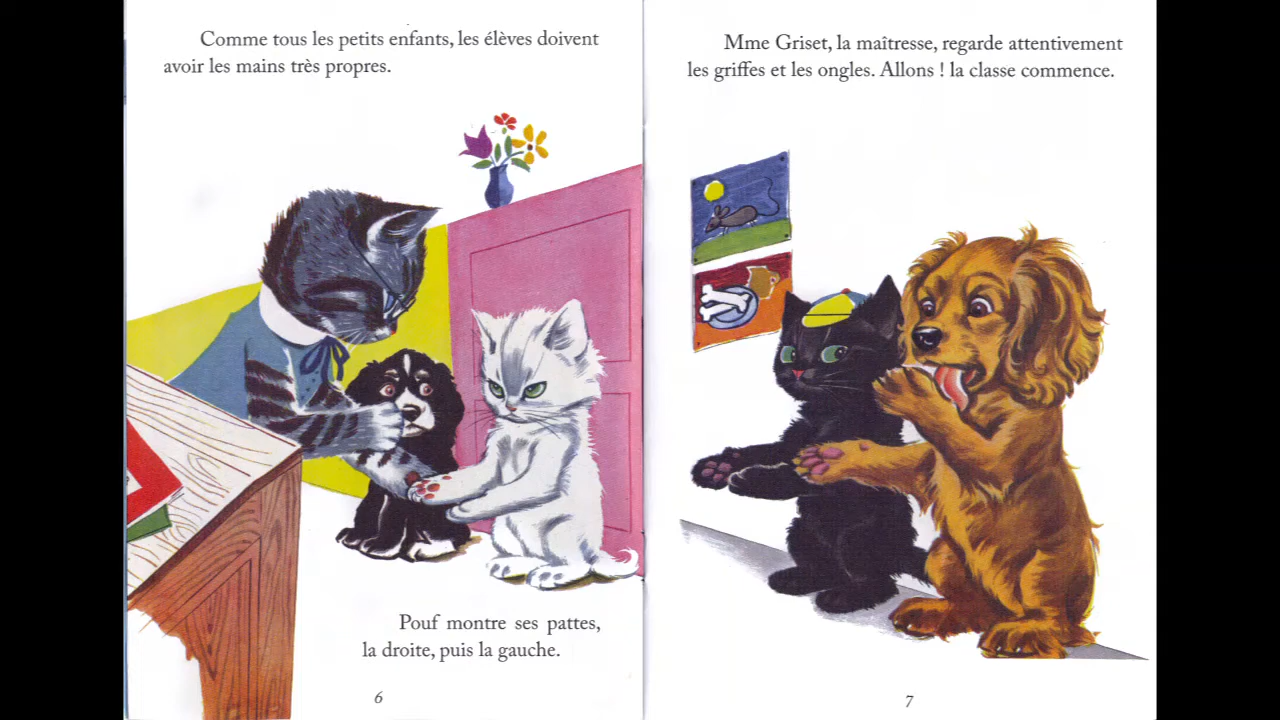 Comme tous les petits enfants, les élèves doivent
avoir les mains très propres.
Pouf montre ses pattes,
la droite, puis la gauche.
6
Mme Griset, la maîtresse, regarde attentivement
les griffes et les ongles. Allons ! la classe commence.
7